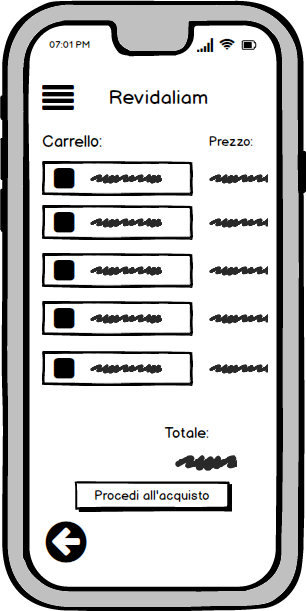 07:01 PM
Revidaliam
Carrello:
Prezzo:
Totale:
Procedi all'acquisto